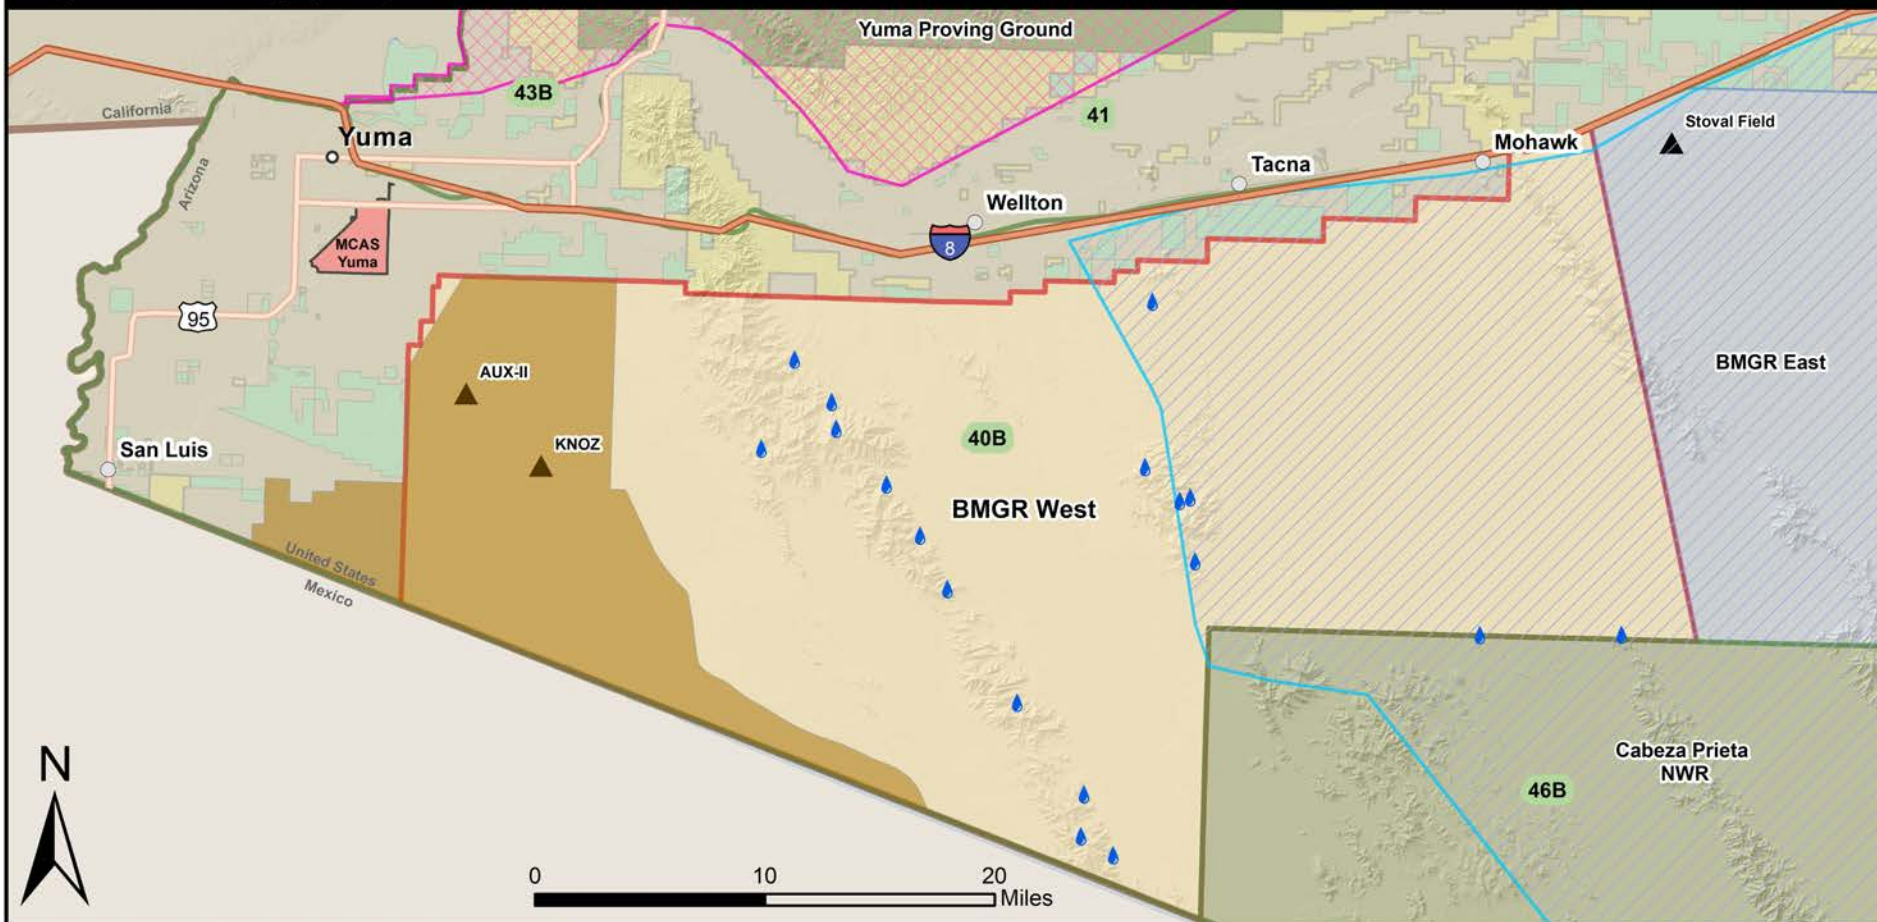 Yuma Proving Ground
43B
California
41
Stoval Field
Yuma
Mohawk
Tacna
Arizona
Wellton
8
MCAS
Yuma
95
BMGR East
AUX-II
KNOZ
40B
San Luis
BMGR West
United States
Mexico
Cabeza Prieta
NWR
46B
N
0 10 20
Miles